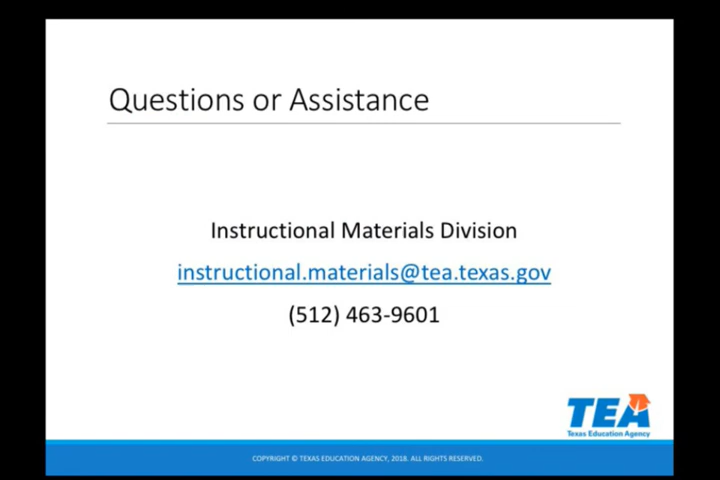 Questions or Assistance
Instructional Materials Division
instructional.materials@tea.texas.gov
(512) 463-9601
TEA
Texas Education Agency
COPYRIGHT © TEXAS EDUCATION AGENCY, 2018. ALL RIGHTS RESERVED.